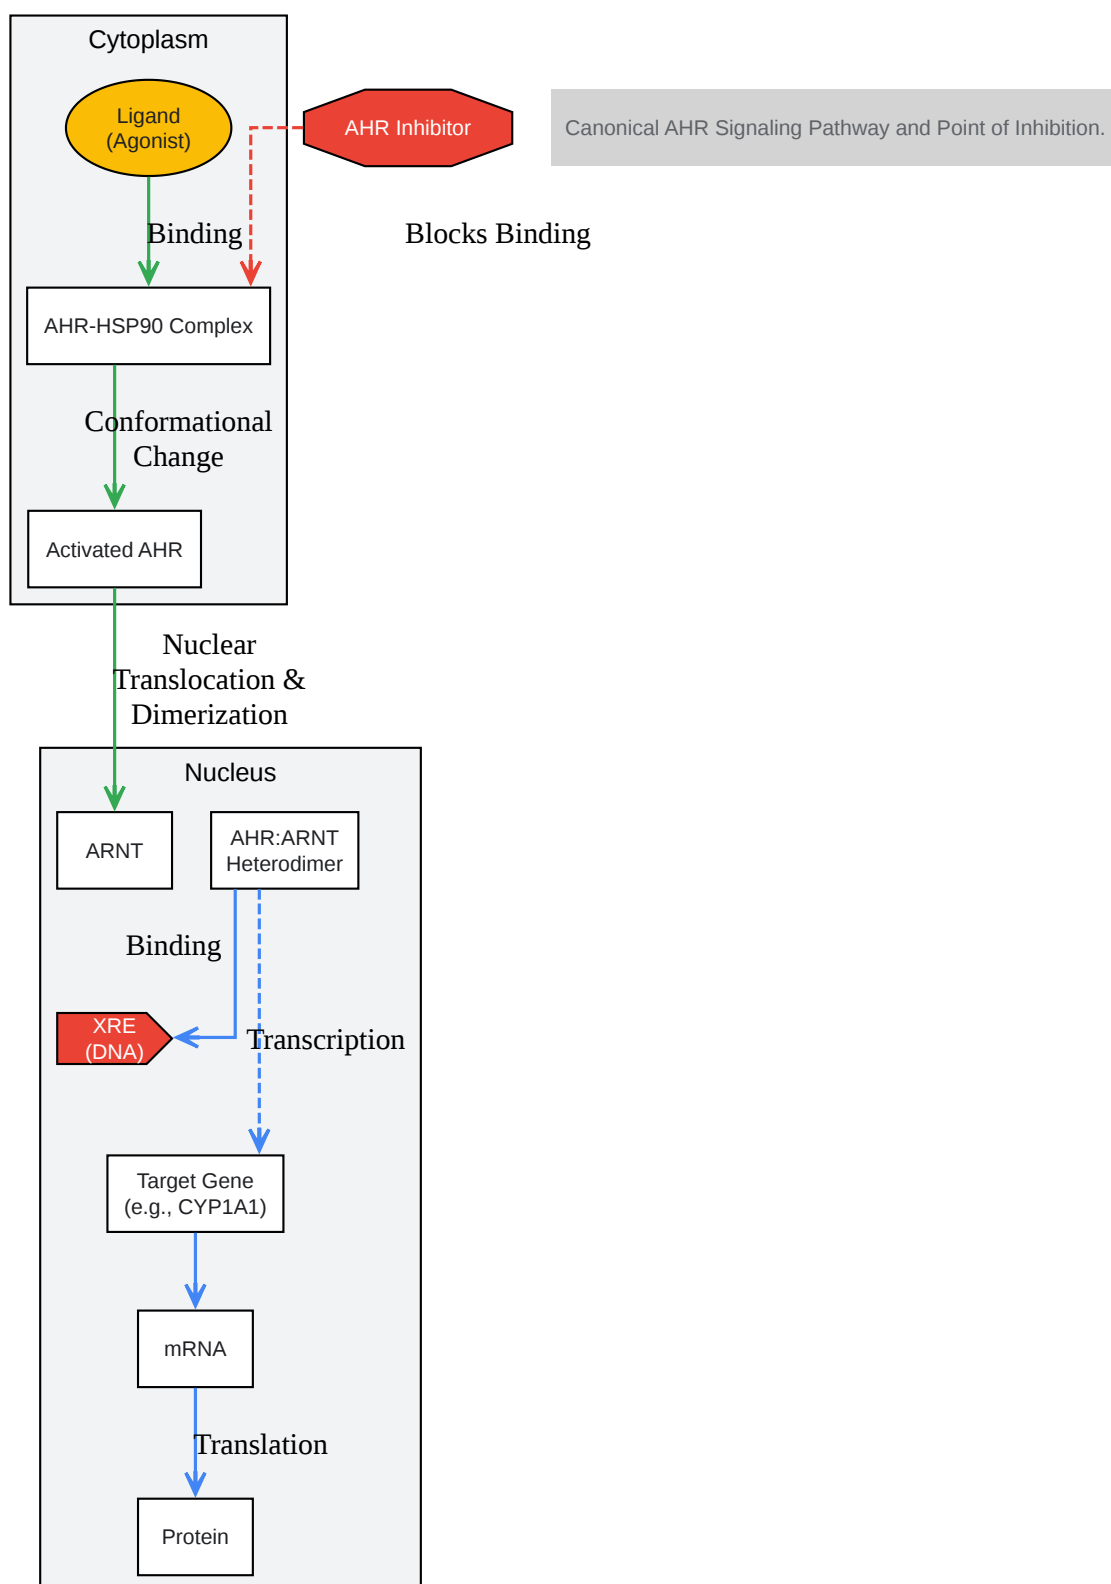 Cytoplasm
Ligand
(Agonist)
AHR Inhibitor
Canonical AHR Signaling Pathway and Point of Inhibition.
Binding
Blocks Binding
AHR-HSP90 Complex
Conformational
Change
Activated AHR
Nuclear
Translocation &
Dimerization
Nucleus
ARNT
AHR:ARNT
Heterodimer
Binding
XRE
(DNA)
Transcription
Target Gene
(e.g., CYP1A1)
mRNA
Translation
Protein